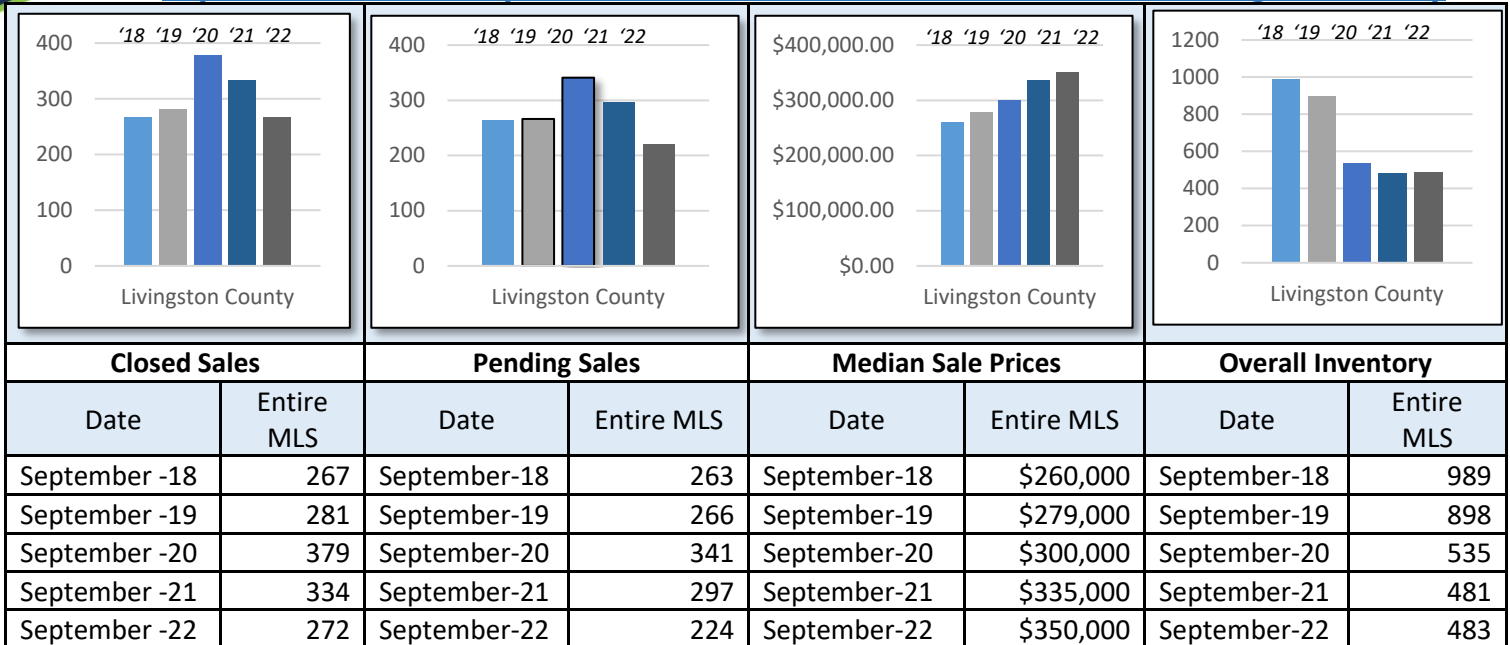 ‘18 ‘19 ‘20 ‘21 ‘22
400
300
200
100
0
Livingston County
‘18 ‘19 ‘20 ‘21 ‘22
400
300
200
100
0
Livingston County
‘18 ‘19 ‘20 ‘21 ‘22
$400,000.00
$300,000.00
$200,000.00
$100,000.00
$0.00
Livingston County
‘18 ‘19 ‘20 ‘21 ‘22
1200
1000
800
600
400
200
0
Livingston County
Closed Sales Pending Sales Median Sale Prices Overall Inventory
Date Entire MLS Date Entire MLS Date Entire MLS Date Entire MLS
September -18 267 September-18 263 September-18 $260,000 September-18 989
September -19 281 September-19 266 September-19 $279,000 September-19 898
September -20 379 September-20 341 September-20 $300,000 September-20 535
September -21 334 September-21 297 September-21 $335,000 September-21 481
September -22 272 September-22 224 September-22 $350,000 September-22 483